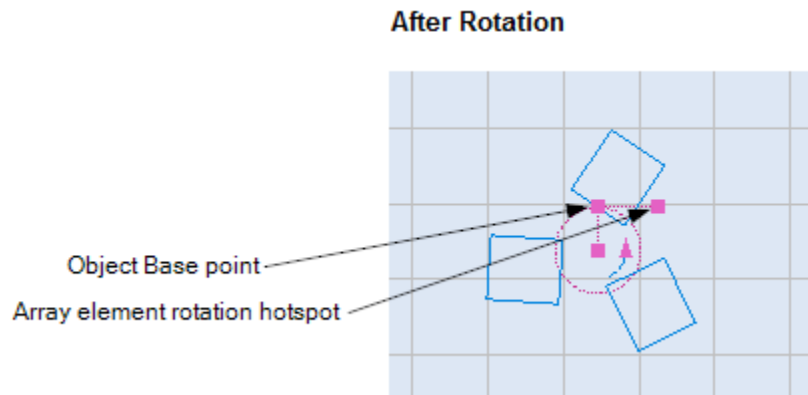 After Rotation
Object Base point
Array element rotation hotspot